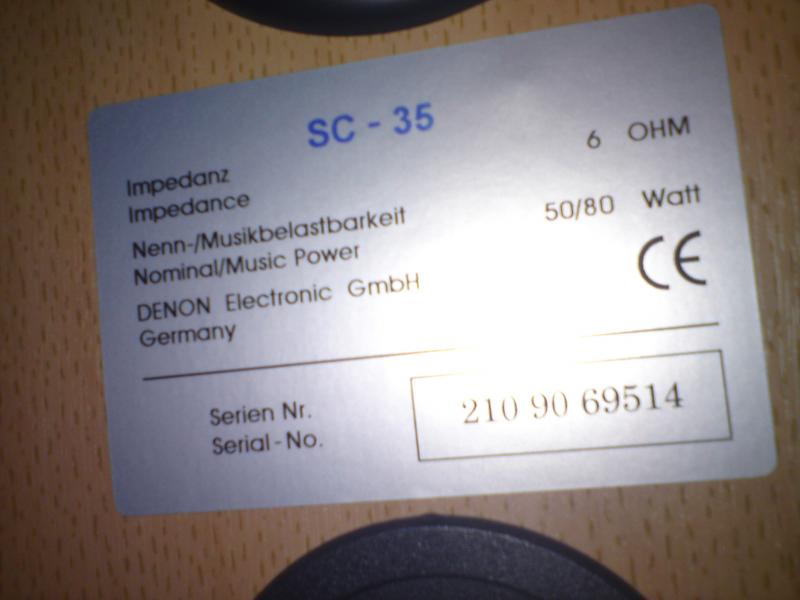 SC - 35
Impedanz
Impedance
6 OHM
Nenn-/Musikbelastbarkeit
Nominal/Music Power
50/80 Watt
DENON Electronic GmbH
Germany
CE
Serien Nr.
Serial-No.
210 90 69514